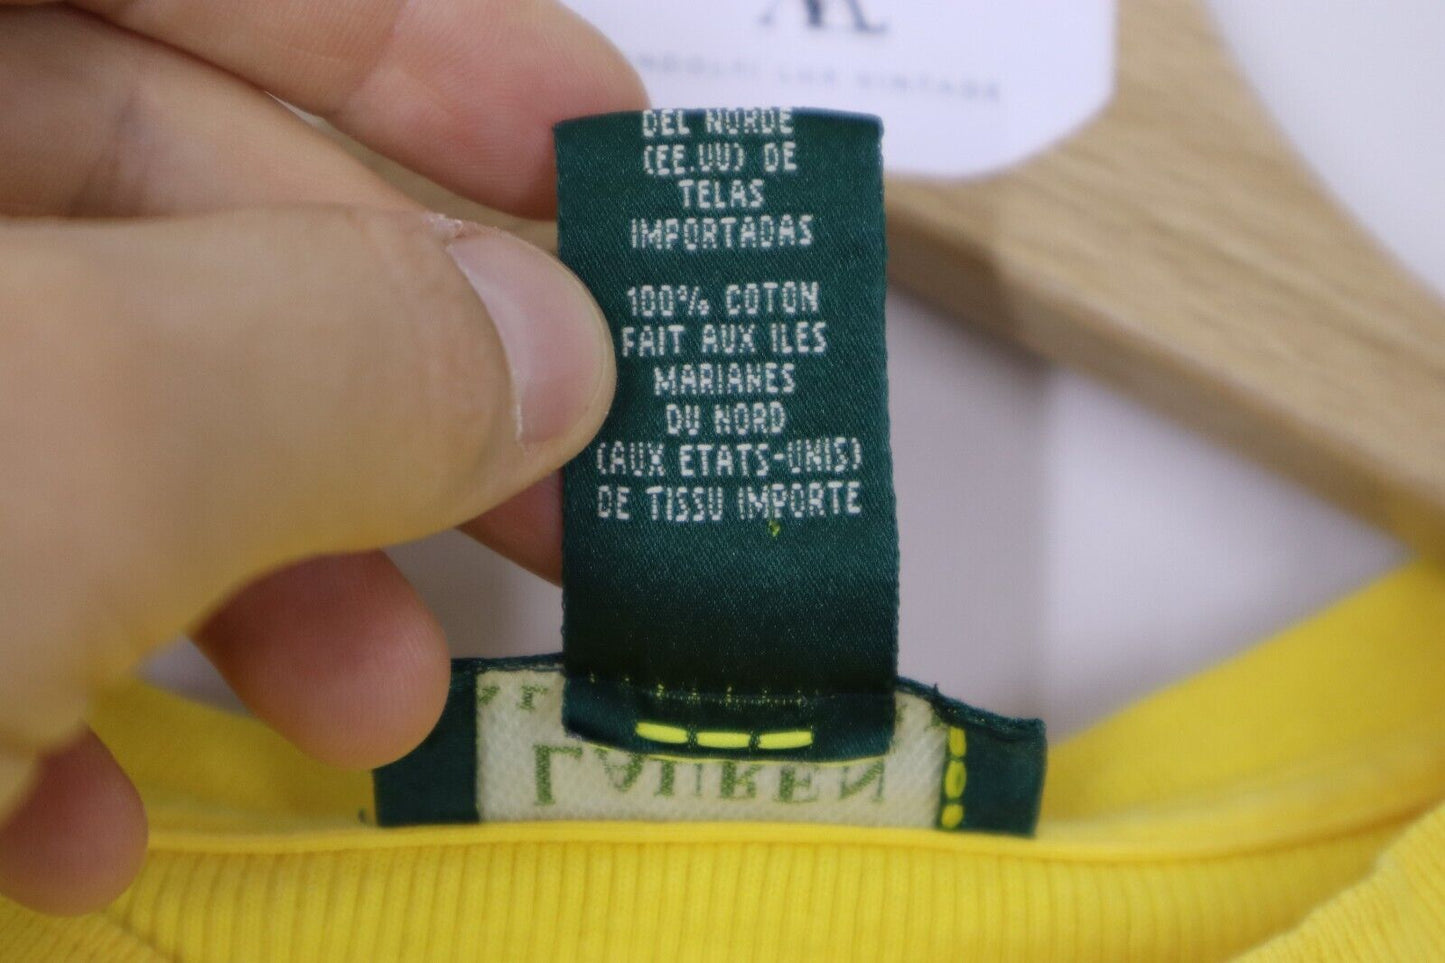 DEL NORDE
(EE.UU) DE
TELAS
IMPORTADAS
100% COTON
FAIT AUX ILES
MARIANES
DU NORD
(AUX ETATS-UNIS)
DE TISSU IMPORTE
LAUREN